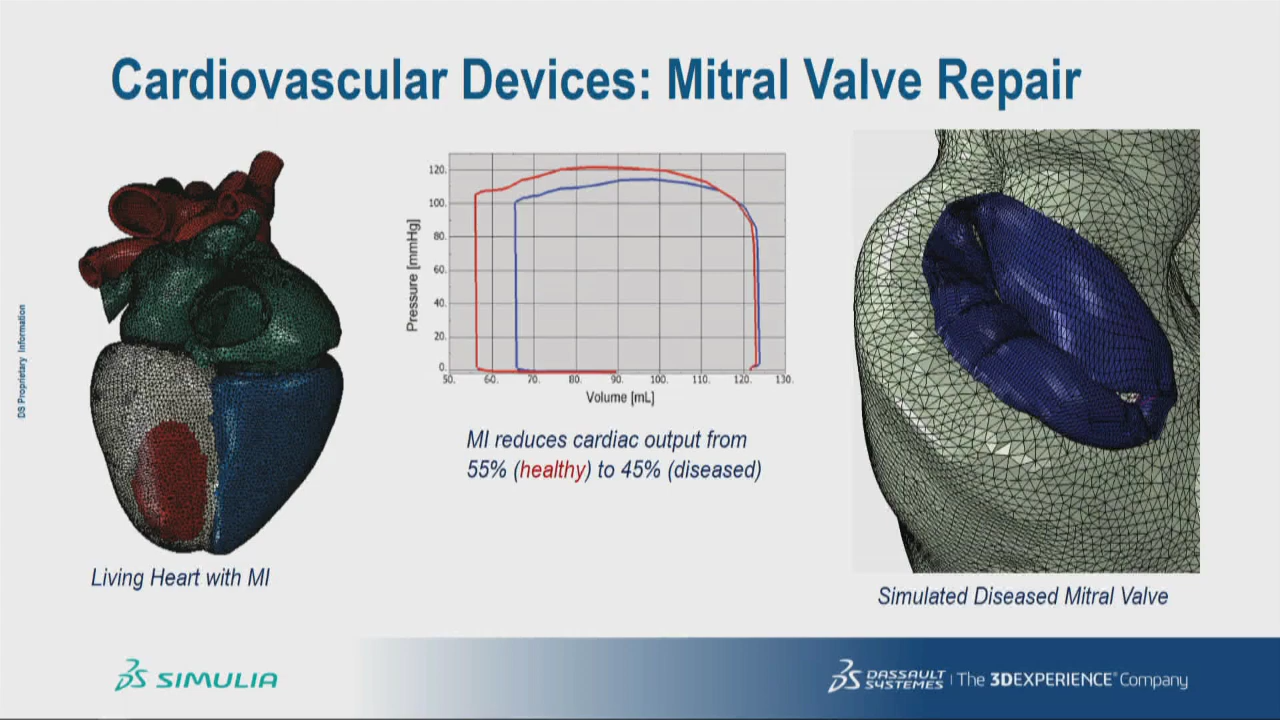 Cardiovascular Devices: Mitral Valve Repair
DS Proprietary Information
120.
100.
80.
60.
40.
20.
0.
Pressure [mmHg]
50. 60. 70. 80. 90. 100. 110. 120. 130.
Volume [mL]
MI reduces cardiac output from
55% (healthy) to 45% (diseased)
Living Heart with MI
Simulated Diseased Mitral Valve
SIMULIA
DASSAULT SYSTEMES | The 3DEXPERIENCE® Company